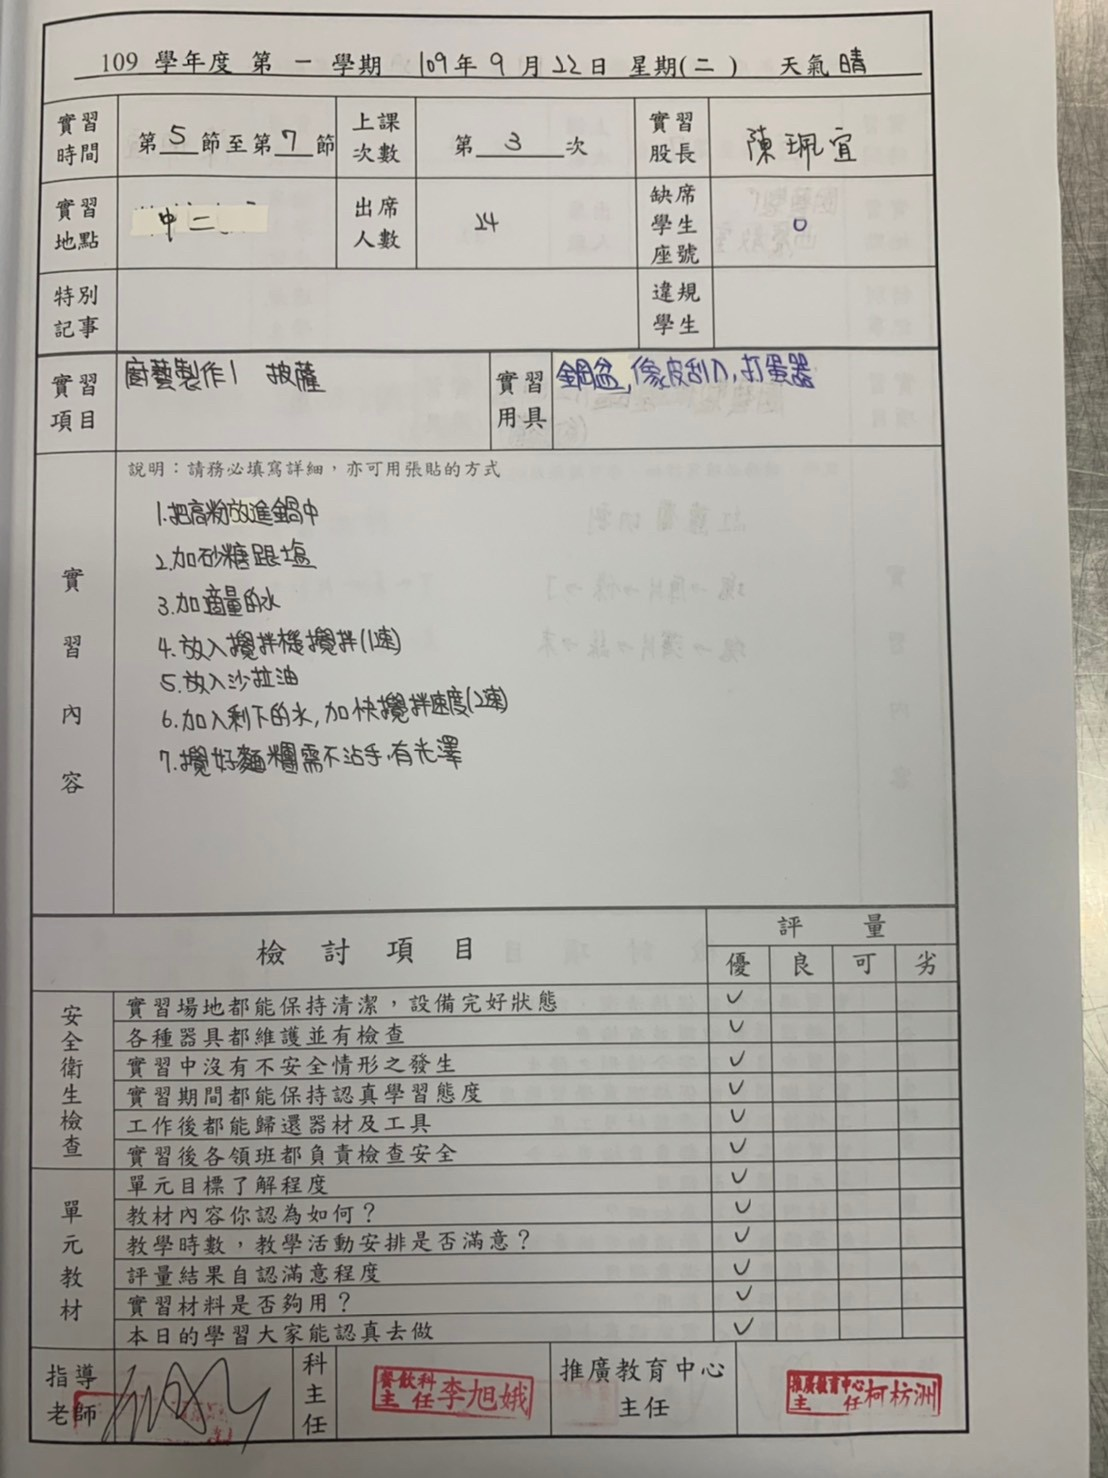 109 學年度 第 一 學期 109年 9 月 22日 星期(二) 天氣晴
實習時間 第 5 節至第 7 節 上課次數 第 3 次 實習股長 陳珮宜
實習地點 中二 出席人數 24 缺席學生座號 0
特別記事 違規學生
實習項目 廚藝製作1 披薩 實習用具 鋼盆,像皮刮刀,打蛋器
說明：請務必填寫詳細，亦可用張貼的方式
實習內容
1.把高粉放進鍋中
2.加砂糖跟塩
3.加適量的水
4.放入攪拌機攪拌(1速)
5.放入沙拉油
6.加入剩下的水,加快攪拌速度(2速)
7.攪好麵糰需不沾手,有光澤
檢討項目 評量
優 良 可 劣
安全衛生檢查
實習場地都能保持清潔，設備完好狀態 ✓
各種器具都維護並有檢查 ✓
實習中沒有不安全情形之發生 ✓
實習期間都能保持認真學習態度 ✓
工作後都能歸還器材及工具 ✓
實習後各領班都負責檢查安全 ✓
單元教材
單元目標了解程度 ✓
教材內容你認為如何？ ✓
教學時數，教學活動安排是否滿意？ ✓
評量結果自認滿意程度 ✓
實習材料是否夠用？ ✓
本日的學習大家能認真去做 ✓
指導老師 科主任 餐飲科主任李旭娥 推廣教育中心主任 推廣教育中心主任柯枋洲